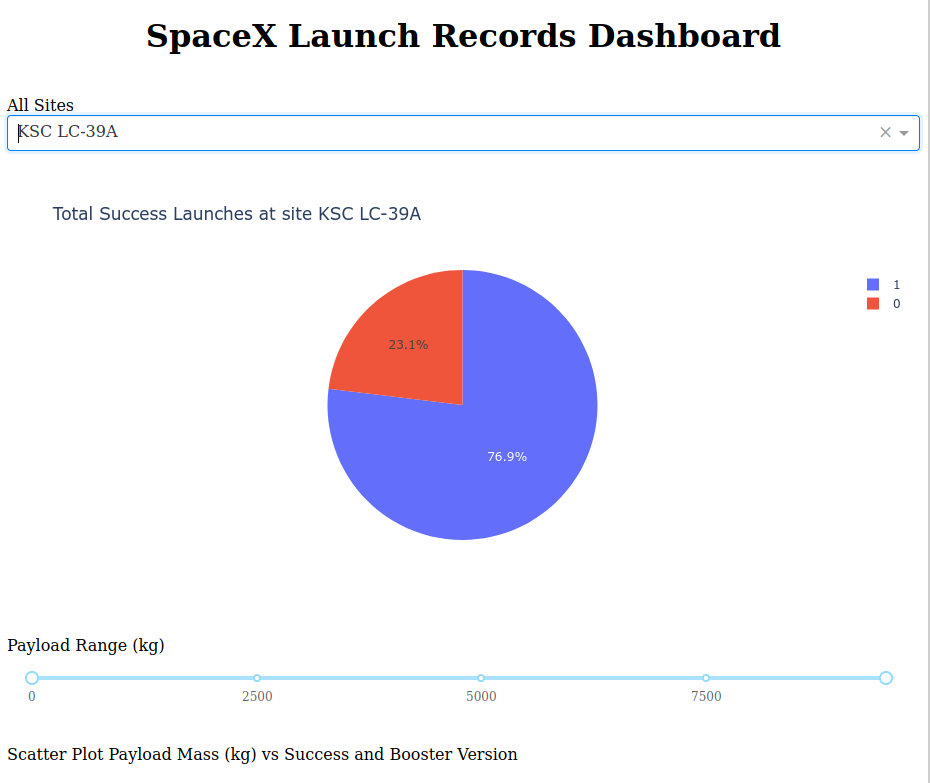 SpaceX Launch Records Dashboard
All Sites
KSC LC-39A
Total Success Launches at site KSC LC-39A
1
0
23.1%
76.9%
Payload Range (kg)
0 2500 5000 7500
Scatter Plot Payload Mass (kg) vs Success and Booster Version